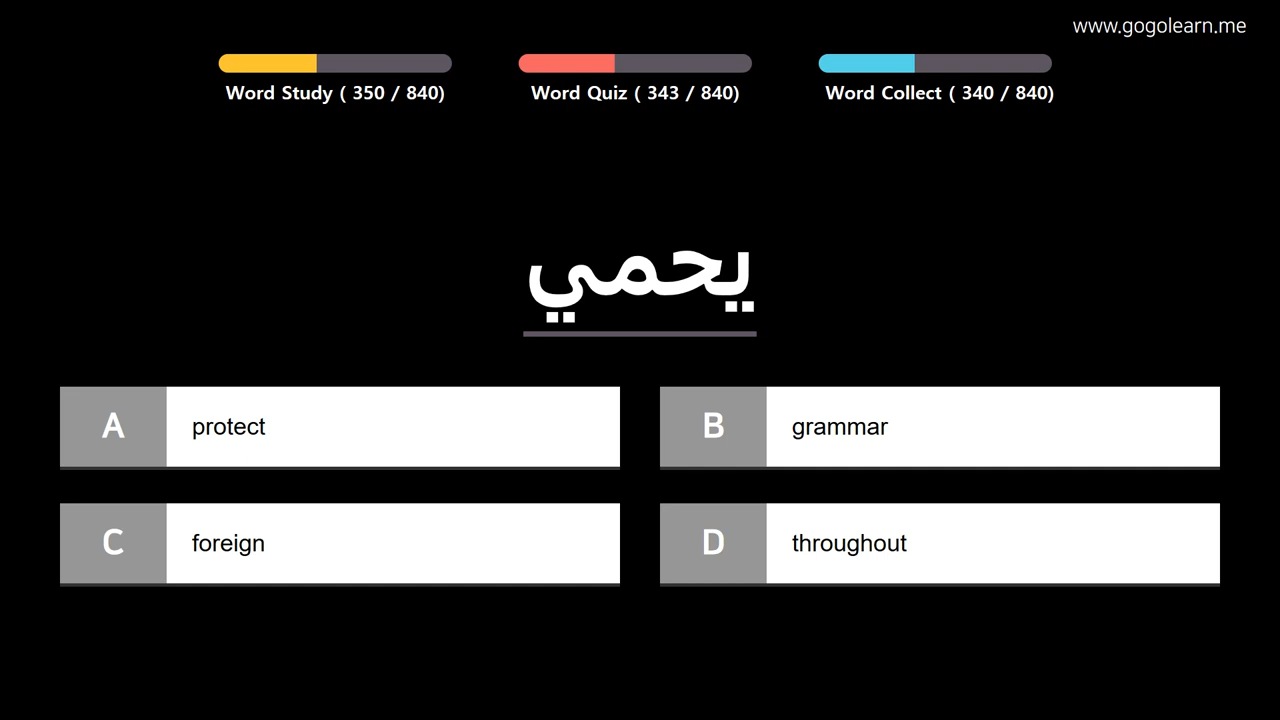 www.gogolearn.me
Word Study ( 350 / 840)
Word Quiz ( 343 / 840)
Word Collect ( 340 / 840)
يحمي
A protect
B grammar
C foreign
D throughout